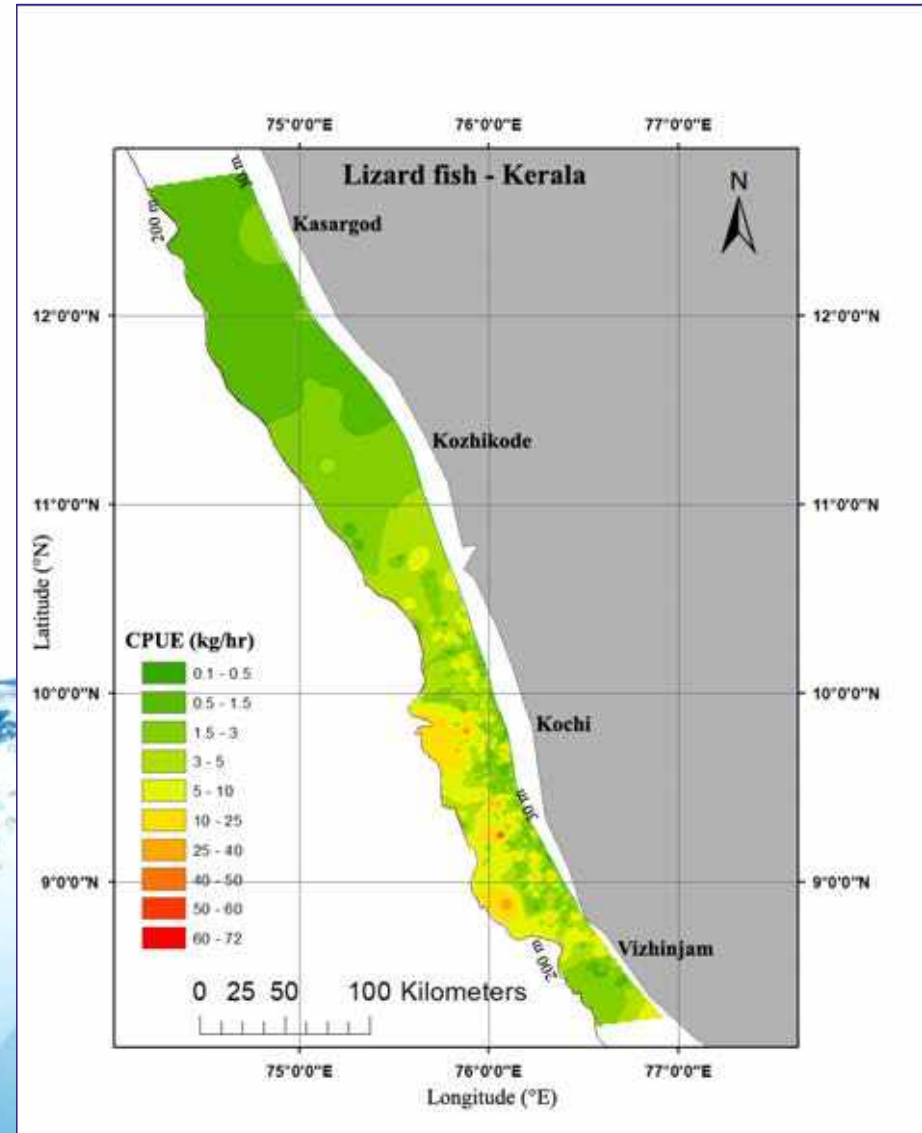 75°0'0"E 76°0'0"E 77°0'0"E
Lizard fish - Kerala
N
30 m
200 m
Kasargod
12°0'0"N 12°0'0"N
Kozhikode
11°0'0"N 11°0'0"N
Latitude (°N)
CPUE (kg/hr)
0.1 - 0.5
0.5 - 1.5
1.5 - 3
3 - 5
5 - 10
10 - 25
25 - 40
40 - 50
50 - 60
60 - 72
10°0'0"N 10°0'0"N
Kochi
30 m
9°0'0"N 9°0'0"N
Vizhinjam
200 m
0 25 50 100 Kilometers
75°0'0"E 76°0'0"E 77°0'0"E
Longitude (°E)